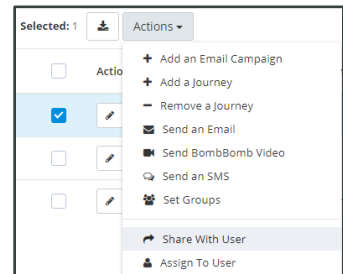 Selected: 1 Actions
Actio
Add an Email Campaign
Add a Journey
Remove a Journey
Send an Email
Send BombBomb Video
Send an SMS
Set Groups
Share With User
Assign To User